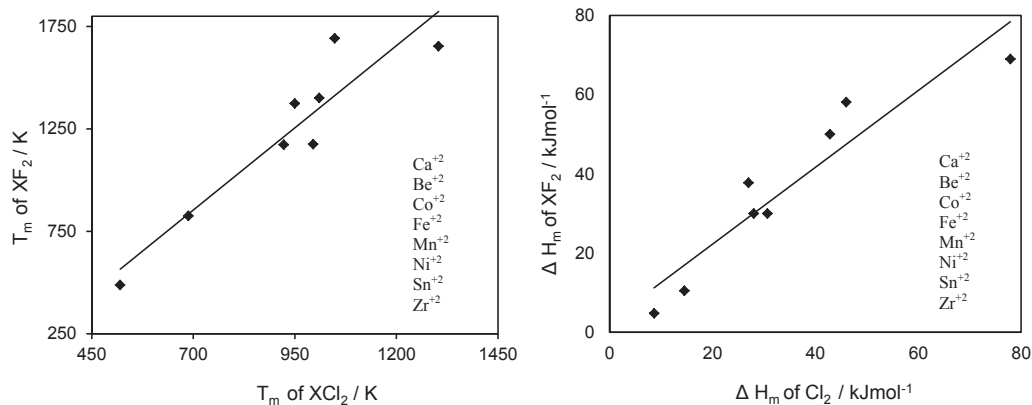 1750
1250
750
250
T_m of XF_2 / K
Ca^{+2}
Be^{+2}
Co^{+2}
Fe^{+2}
Mn^{+2}
Ni^{+2}
Sn^{+2}
Zr^{+2}
450 700 950 1200 1450
T_m of XCl_2 / K
80
60
40
20
0
Δ H_m of XF_2 / kJmol^{-1}
Ca^{+2}
Be^{+2}
Co^{+2}
Fe^{+2}
Mn^{+2}
Ni^{+2}
Sn^{+2}
Zr^{+2}
0 20 40 60 80
Δ H_m of Cl_2 / kJmol^{-1}